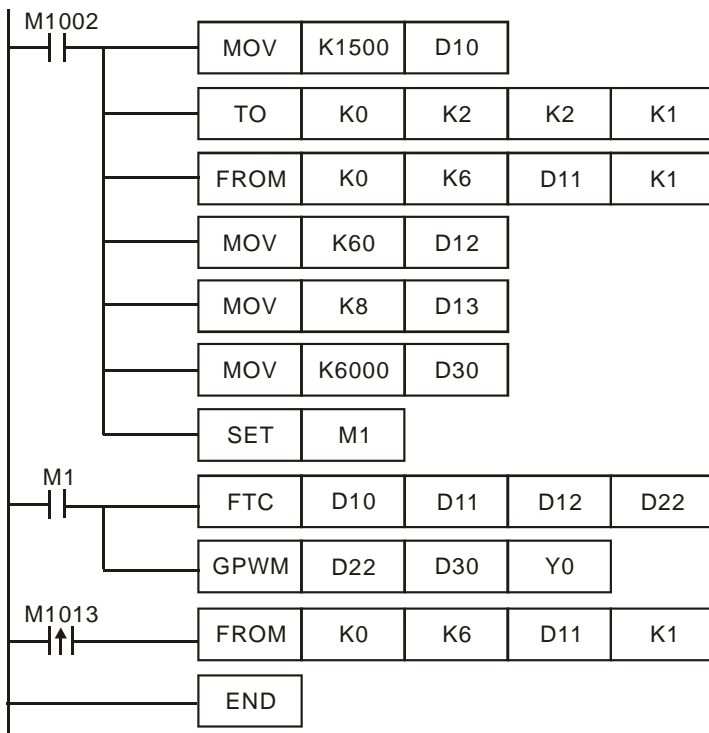 M1002
MOV K1500 D10
TO K0 K2 K2 K1
FROM K0 K6 D11 K1
MOV K60 D12
MOV K8 D13
MOV K6000 D30
SET M1
M1
FTC D10 D11 D12 D22
GPWM D22 D30 Y0
M1013
FROM K0 K6 D11 K1
END